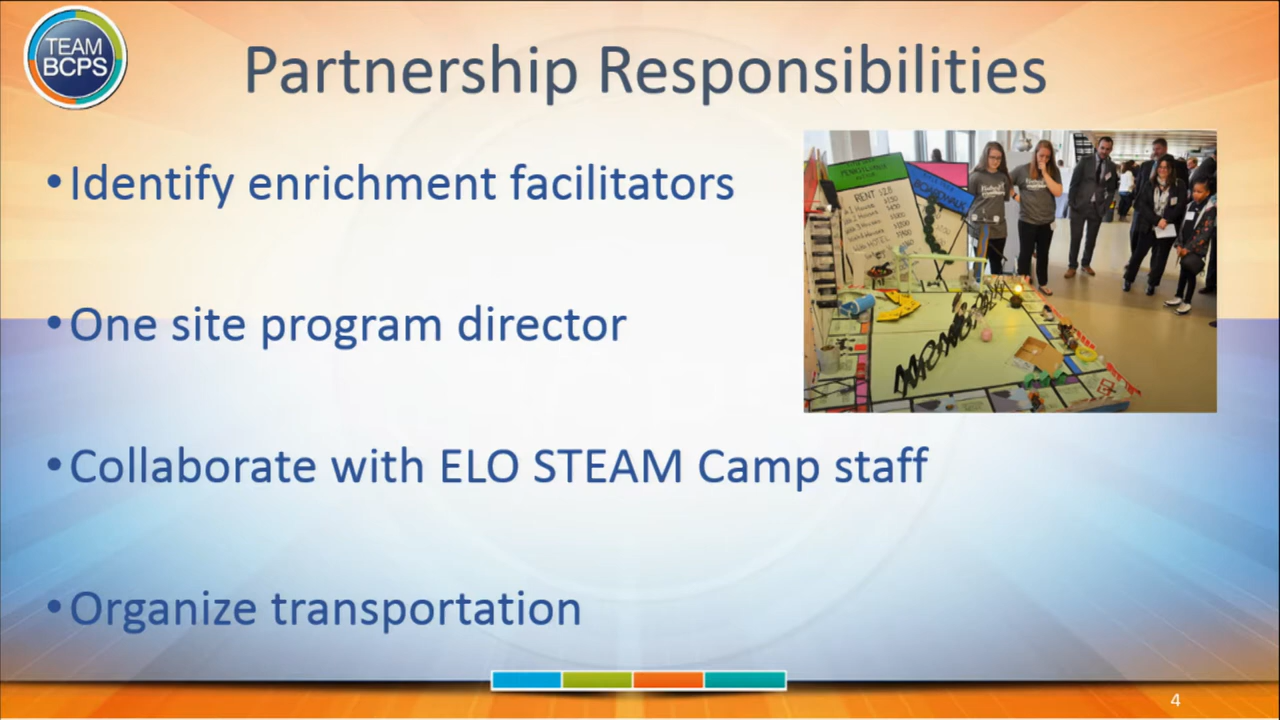 TEAM
BCPS
Partnership Responsibilities
•Identify enrichment facilitators
•One site program director
•Collaborate with ELO STEAM Camp staff
•Organize transportation
RENT
BOARDWALK
4